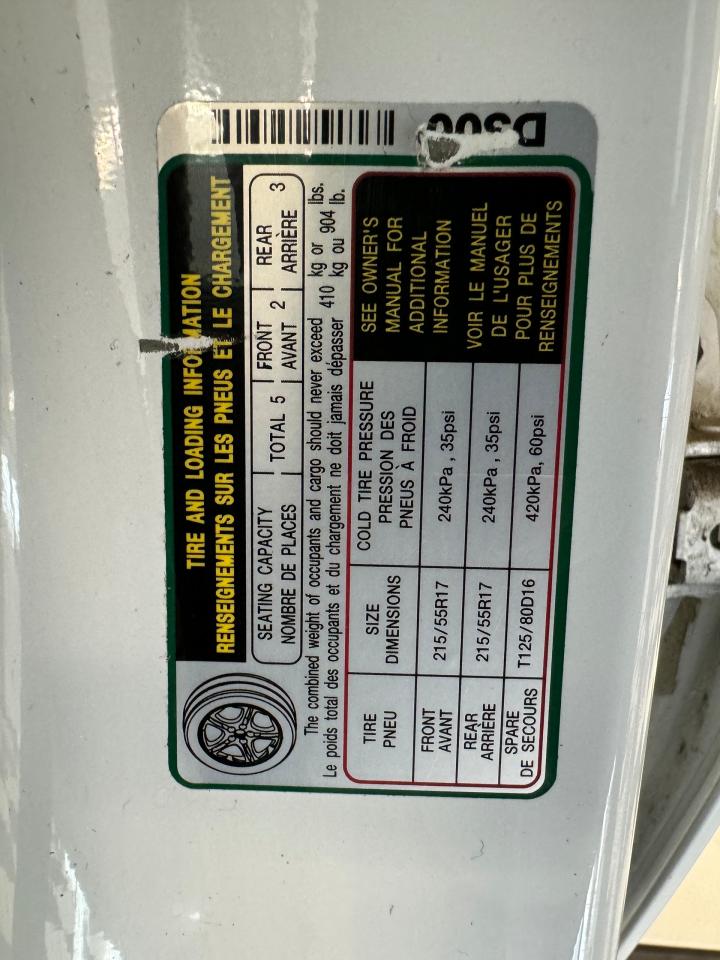 TIRE AND LOADING INFORMATION
RENSEIGNEMENTS SUR LES PNEUS ET LE CHARGEMENT
SEATING CAPACITY
NOMBRE DE PLACES
TOTAL 5
FRONT
AVANT 2
REAR
ARRIÈRE 3
The combined weight of occupants and cargo should never exceed 410 kg or 904 lbs.
Le poids total des occupants et du chargement ne doit jamais dépasser 410 kg ou 904 lb.
TIRE
PNEU
SIZE
DIMENSIONS
COLD TIRE PRESSURE
PRESSION DES
PNEUS À FROID
FRONT
AVANT
215/55R17
240kPa, 35psi
REAR
ARRIÈRE
215/55R17
240kPa, 35psi
SPARE
DE SECOURS
T125/80D16
420kPa, 60psi
SEE OWNER'S
MANUAL FOR
ADDITIONAL
INFORMATION
VOIR LE MANUEL
DE L'USAGER
POUR PLUS DE
RENSEIGNEMENTS